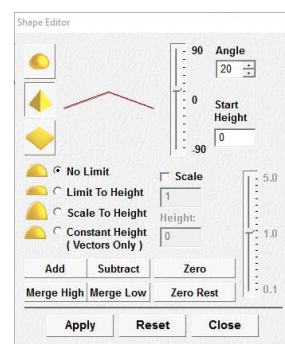 Shape Editor
90 Angle
20
0 Start
Height
0
-90
No Limit
Limit To Height
Scale To Height
Constant Height
( Vectors Only )
Scale
1
Height:
0
5.0
1.0
0.1
Add Subtract Zero
Merge High Merge Low Zero Rest
Apply Reset Close